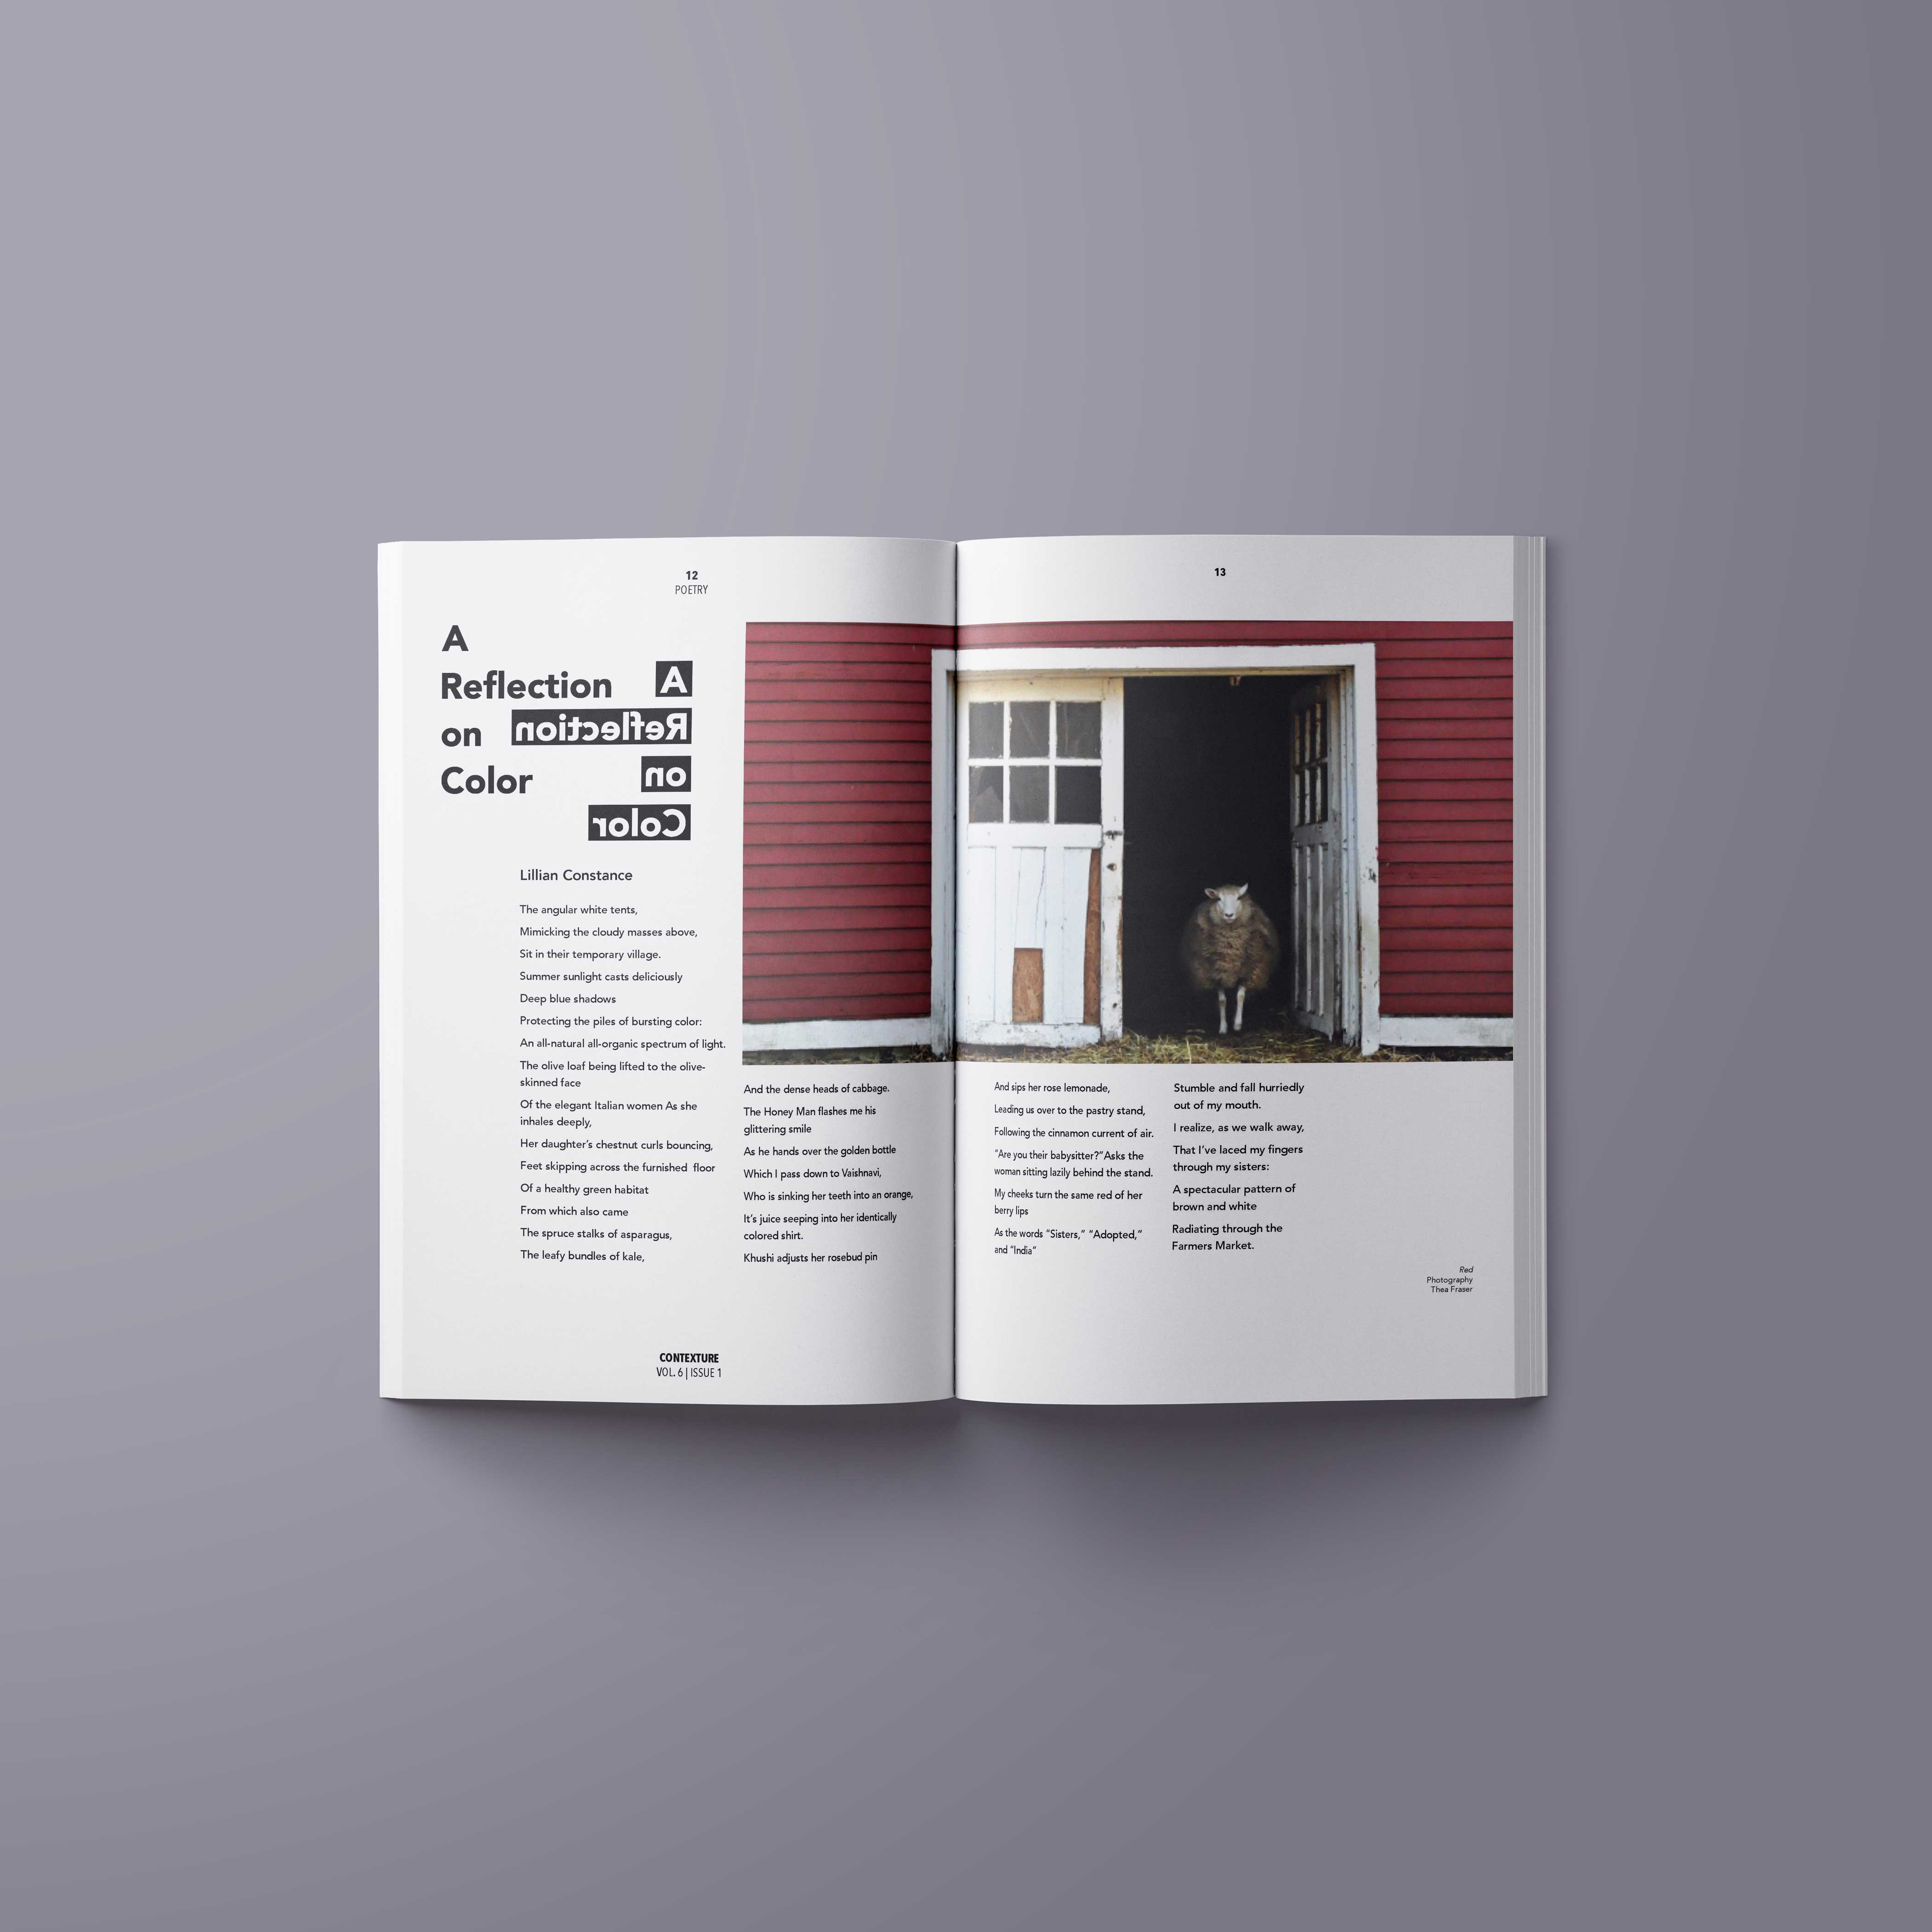 12
POETRY
A
Reflection
on
Color
A
Reflection
on
Color
Lillian Constance
The angular white tents,
Mimicking the cloudy masses above,
Sit in their temporary village.
Summer sunlight casts deliciously
Deep blue shadows
Protecting the piles of bursting color:
An all-natural all-organic spectrum of light.
The olive loaf being lifted to the olive-
skinned face
Of the elegant Italian women As she
inhales deeply,
Her daughter’s chestnut curls bouncing,
Feet skipping across the furnished floor
Of a healthy green habitat
From which also came
The spruce stalks of asparagus,
The leafy bundles of kale,
And the dense heads of cabbage.
The Honey Man flashes me his
glittering smile
As he hands over the golden bottle
Which I pass down to Vaishnavi,
Who is sinking her teeth into an orange,
It’s juice seeping into her identically
colored shirt.
Khushi adjusts her rosebud pin
CONTEXTURE
VOL. 6 | ISSUE 1
13
And sips her rose lemonade,
Leading us over to the pastry stand,
Following the cinnamon current of air.
“Are you their babysitter?”Asks the
woman sitting lazily behind the stand.
My cheeks turn the same red of her
berry lips
As the words “Sisters,” “Adopted,”
and “India”
Stumble and fall hurriedly
out of my mouth.
I realize, as we walk away,
That I’ve laced my fingers
through my sisters:
A spectacular pattern of
brown and white
Radiating through the
Farmers Market.
Red
Photography
Thea Fraser